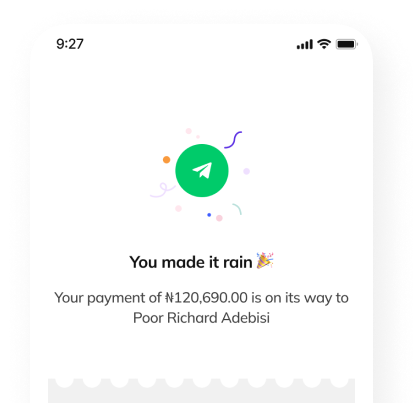 9:27
You made it rain 🎉
Your payment of ₦120,690.00 is on its way to
Poor Richard Adebisi